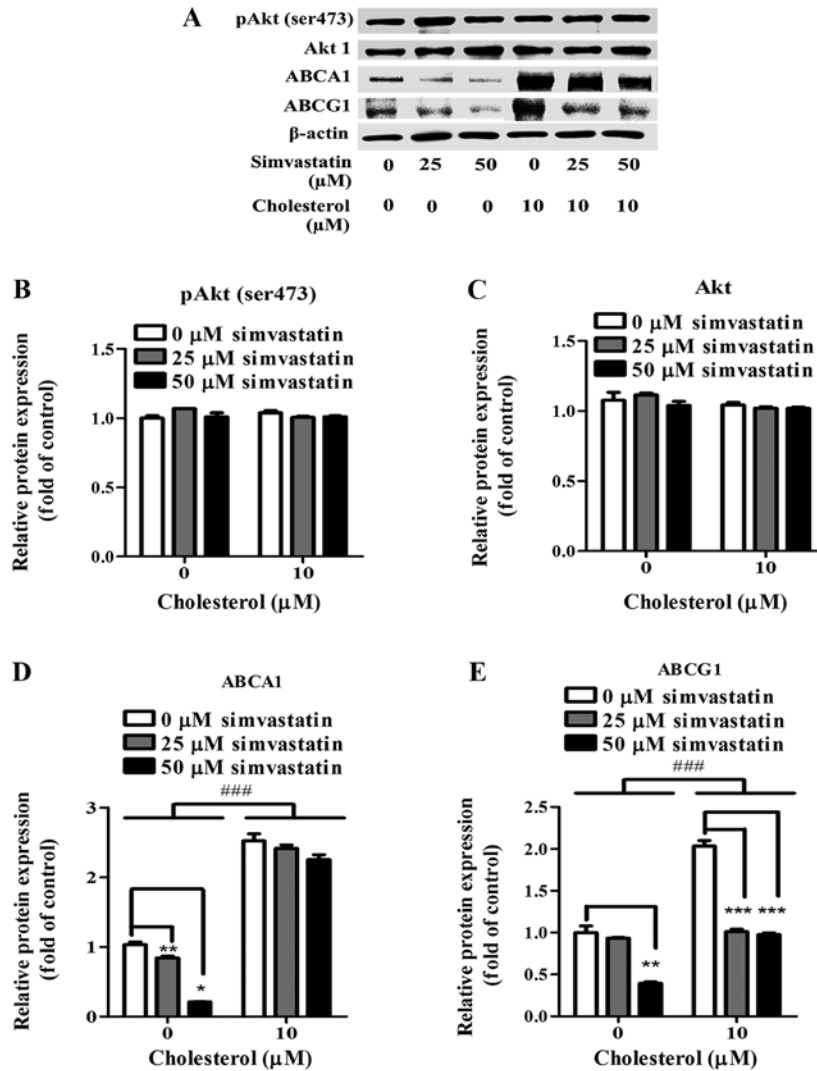 A
pAkt (ser473)
Akt 1
ABCA1
ABCG1
β-actin
Simvastatin (μM) 0 25 50 0 25 50
Cholesterol (μM) 0 0 0 10 10 10
B
pAkt (ser473)
0 μM simvastatin
25 μM simvastatin
50 μM simvastatin
Relative protein expression
(fold of control)
1.5
1.0
0.5
0.0
0 10
Cholesterol (μM)
C
Akt
0 μM simvastatin
25 μM simvastatin
50 μM simvastatin
Relative protein expression
(fold of control)
1.5
1.0
0.5
0.0
0 10
Cholesterol (μM)
D
ABCA1
0 μM simvastatin
25 μM simvastatin
50 μM simvastatin
###
Relative protein expression
(fold of control)
3
2
1
0
**
*
0 10
Cholesterol (μM)
E
ABCG1
0 μM simvastatin
25 μM simvastatin
50 μM simvastatin
###
Relative protein expression
(fold of control)
2.5
2.0
1.5
1.0
0.5
0.0
**
*** ***
0 10
Cholesterol (μM)